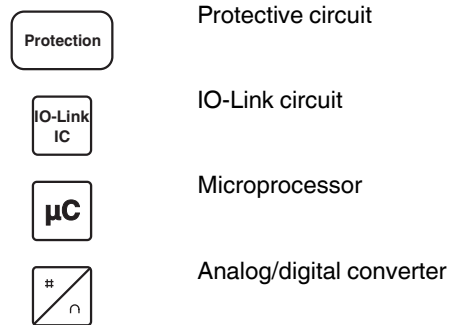 Protection
Protective circuit
IO-Link
IC
IO-Link circuit
µC
Microprocessor
#
∩
Analog/digital converter